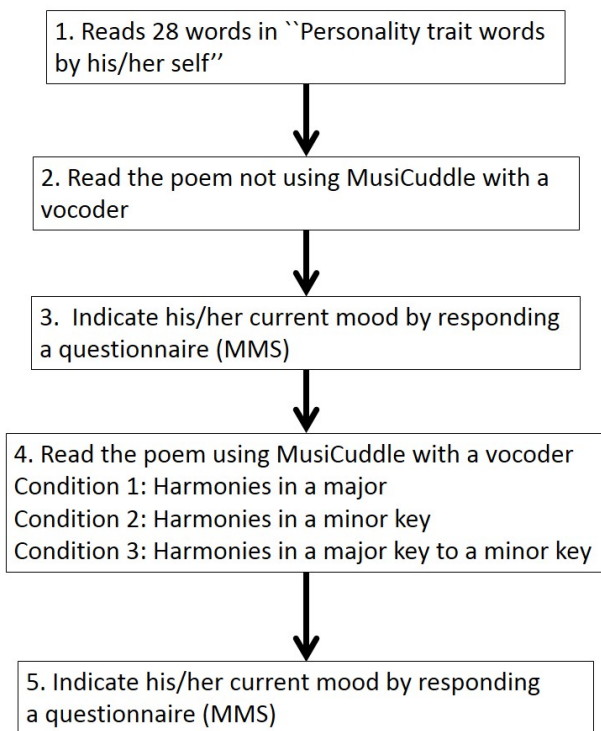 1. Reads 28 words in ``Personality trait words
by his/her self’’
2. Read the poem not using MusiCuddle with a
vocoder
3. Indicate his/her current mood by responding
a questionnaire (MMS)
4. Read the poem using MusiCuddle with a vocoder
Condition 1: Harmonies in a major
Condition 2: Harmonies in a minor key
Condition 3: Harmonies in a major key to a minor key
5. Indicate his/her current mood by responding
a questionnaire (MMS)